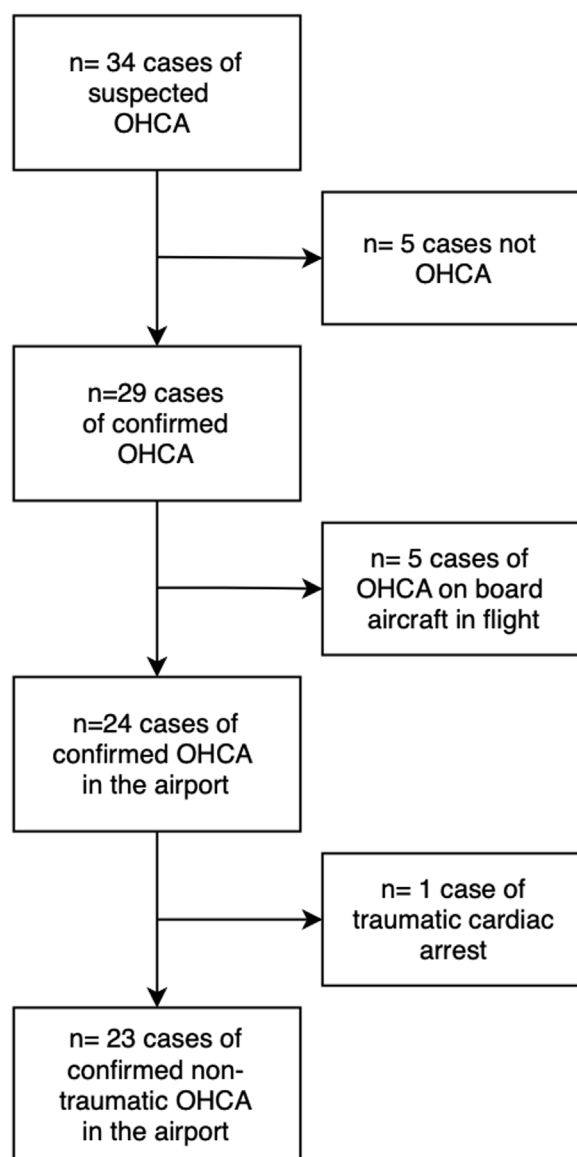 n= 34 cases of
suspected
OHCA
n= 5 cases not
OHCA
n=29 cases
of confirmed
OHCA
n= 5 cases of
OHCA on board
aircraft in flight
n=24 cases of
confirmed OHCA
in the airport
n= 1 case of
traumatic cardiac
arrest
n= 23 cases of
confirmed non-
traumatic OHCA
in the airport